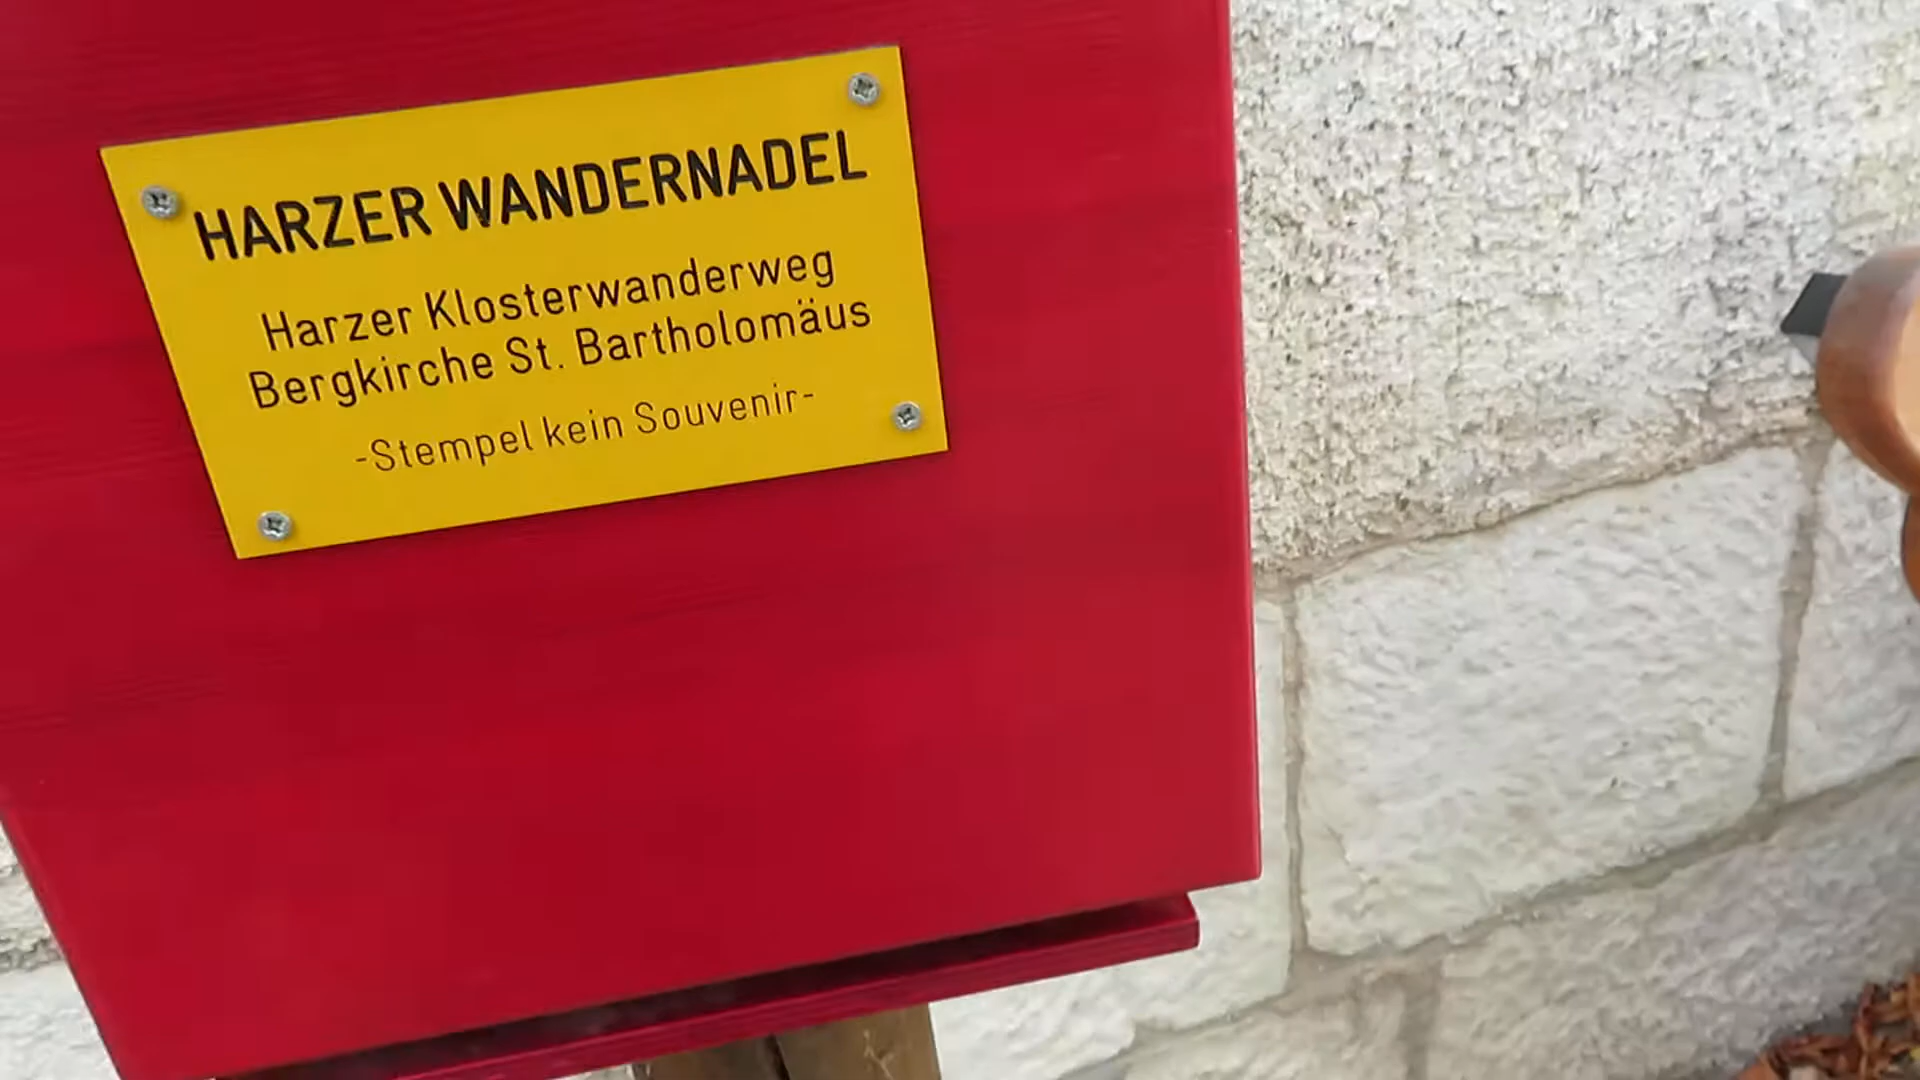 HARZER WANDERNADEL
Harzer Klosterwanderweg
Bergkirche St. Bartholomäus
-Stempel kein Souvenir-